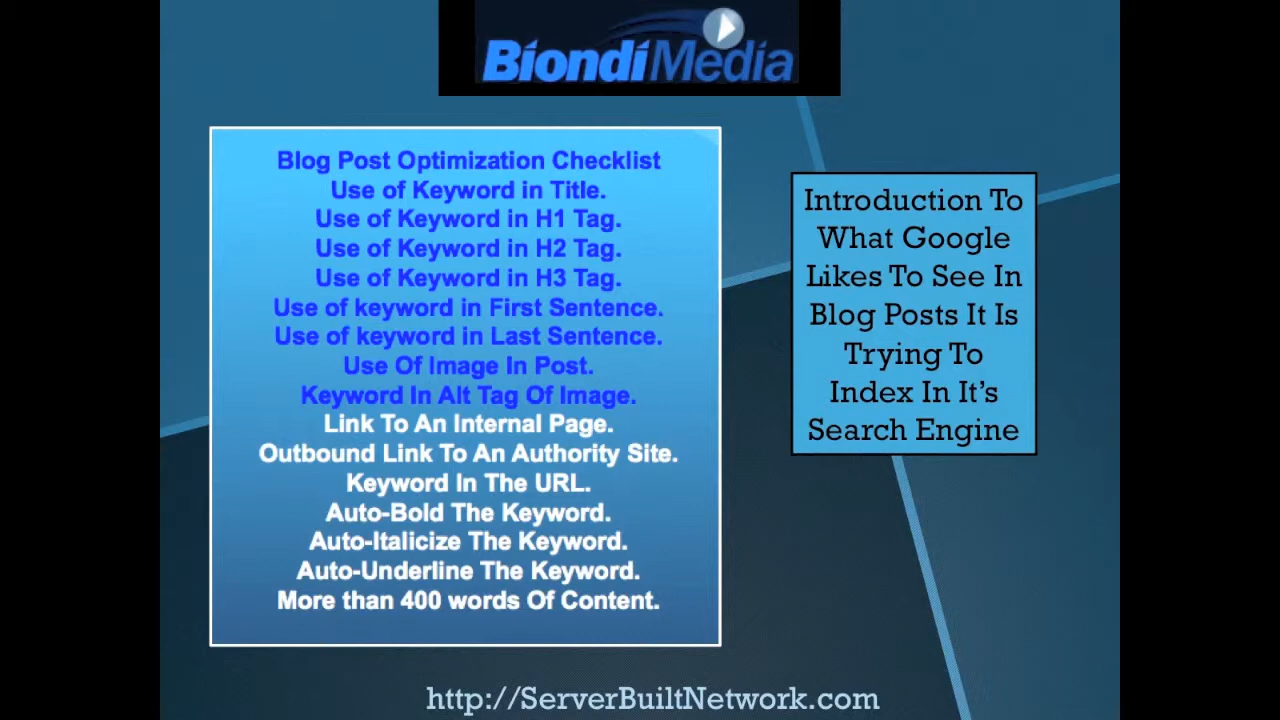 BiondiMedia
Blog Post Optimization Checklist
Use of Keyword in Title.
Use of Keyword in H1 Tag.
Use of Keyword in H2 Tag.
Use of Keyword in H3 Tag.
Use of keyword in First Sentence.
Use of keyword in Last Sentence.
Use Of Image In Post.
Keyword In Alt Tag Of Image.
Link To An Internal Page.
Outbound Link To An Authority Site.
Keyword In The URL.
Auto-Bold The Keyword.
Auto-Italicize The Keyword.
Auto-Underline The Keyword.
More than 400 words Of Content.
Introduction To
What Google
Likes To See In
Blog Posts It Is
Trying To
Index In It's
Search Engine
http://ServerBuiltNetwork.com